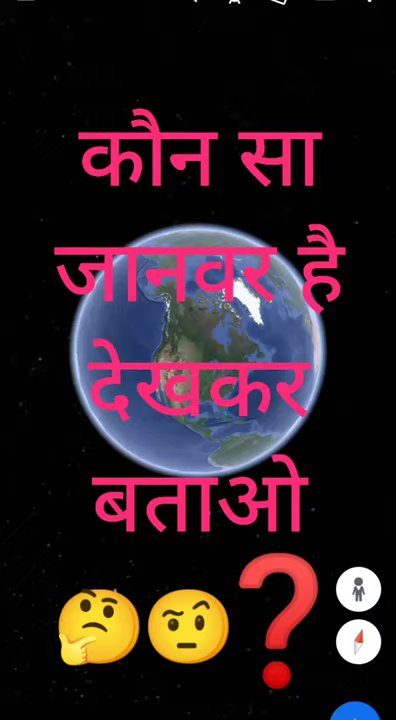 कौन सा
जानवर है
देखकर
बताओ
🤔🤨❓